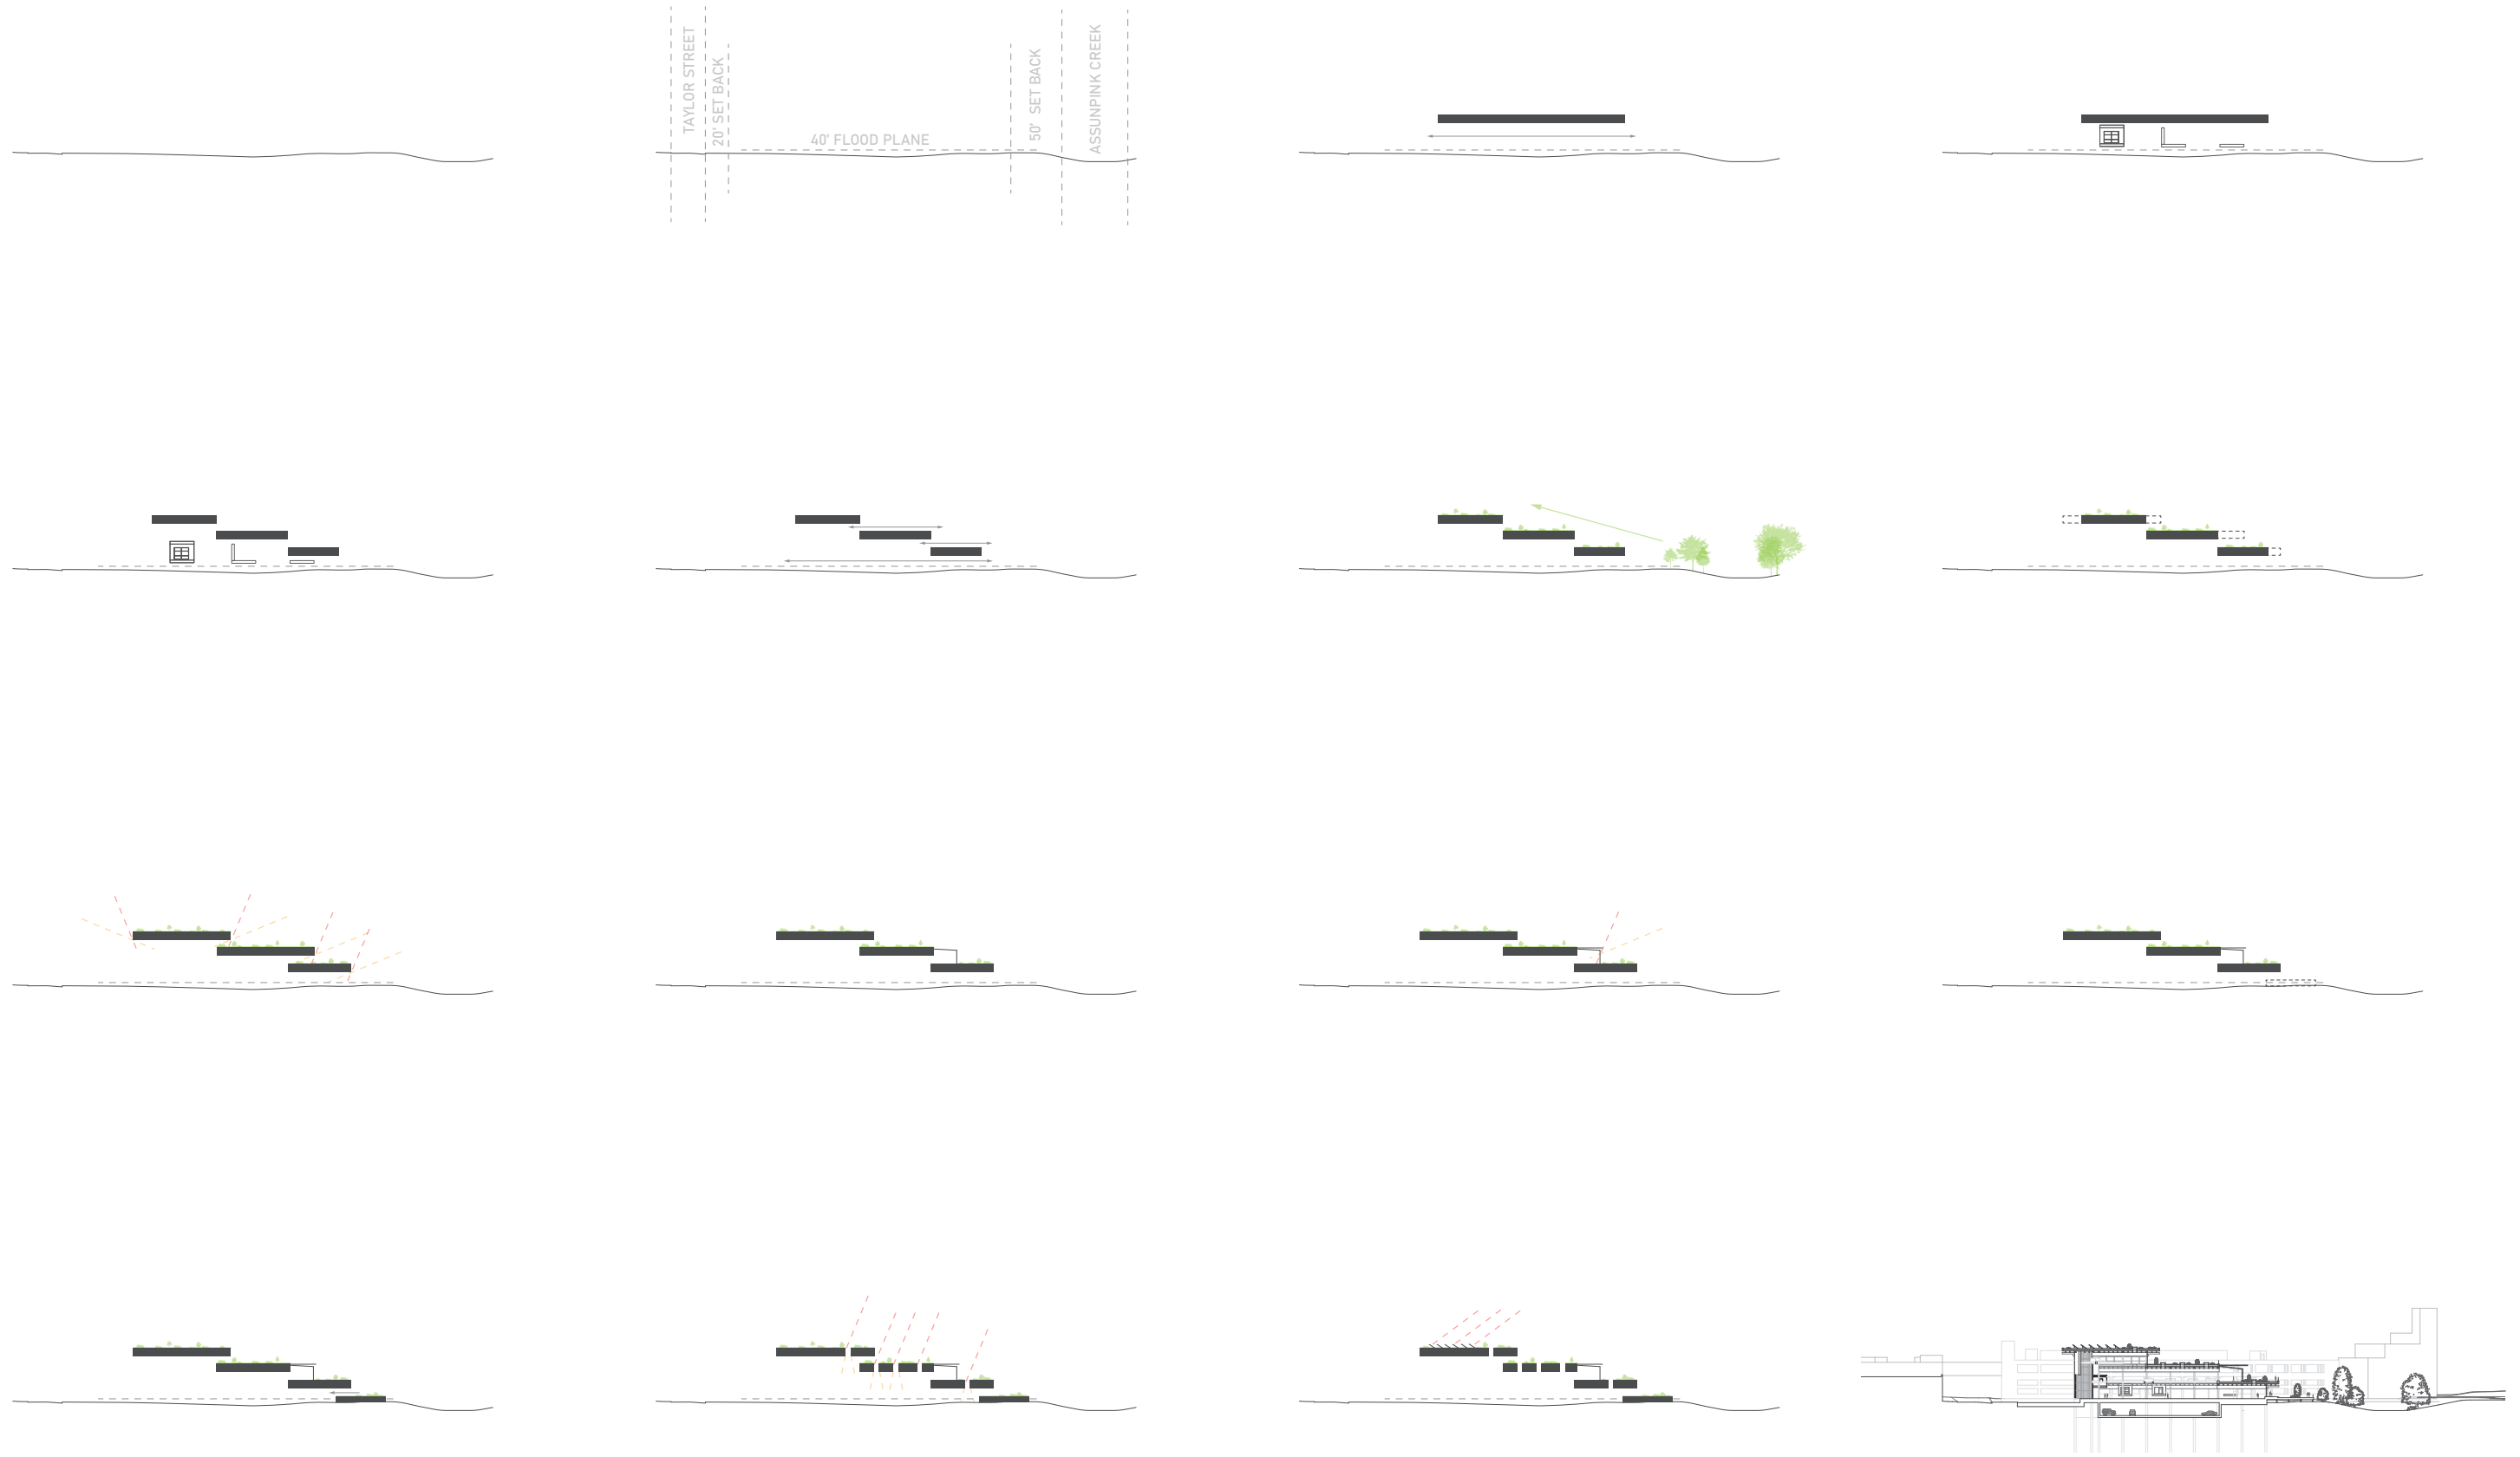 TAYLOR STREET
20' SET BACK
40' FLOOD PLANE
50' SET BACK
ASSUNPINK CREEK